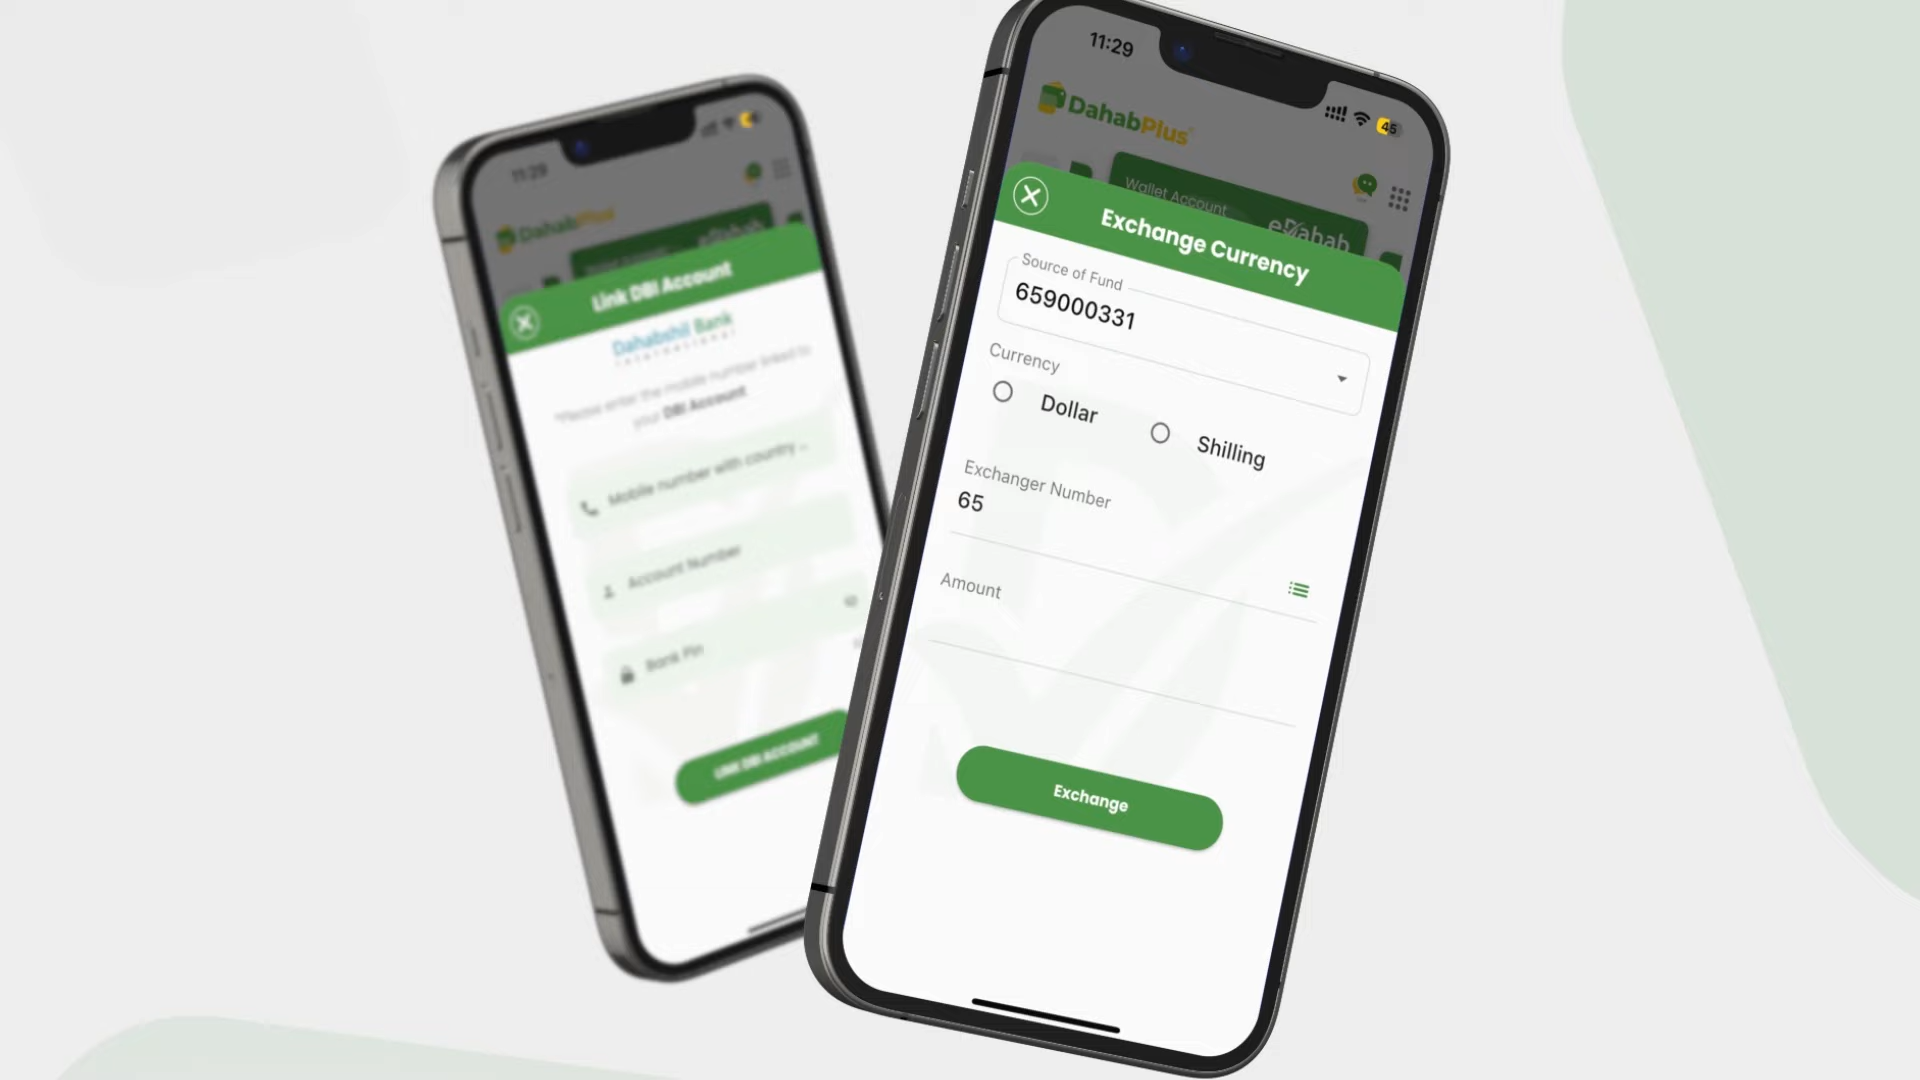 11:29
DahabPlus
Link DBI Account
Dahabshil Bank
International
*Please enter the mobile number linked to
your DBI Account
Mobile number with country ...
Account Number
Bank Pin
LINK DBI ACCOUNT
11:29
45
DahabPlus
Wallet Account
eDahab
Exchange Currency
Source of Fund
659000331
Currency
Dollar
Shilling
Exchanger Number
65
Amount
Exchange